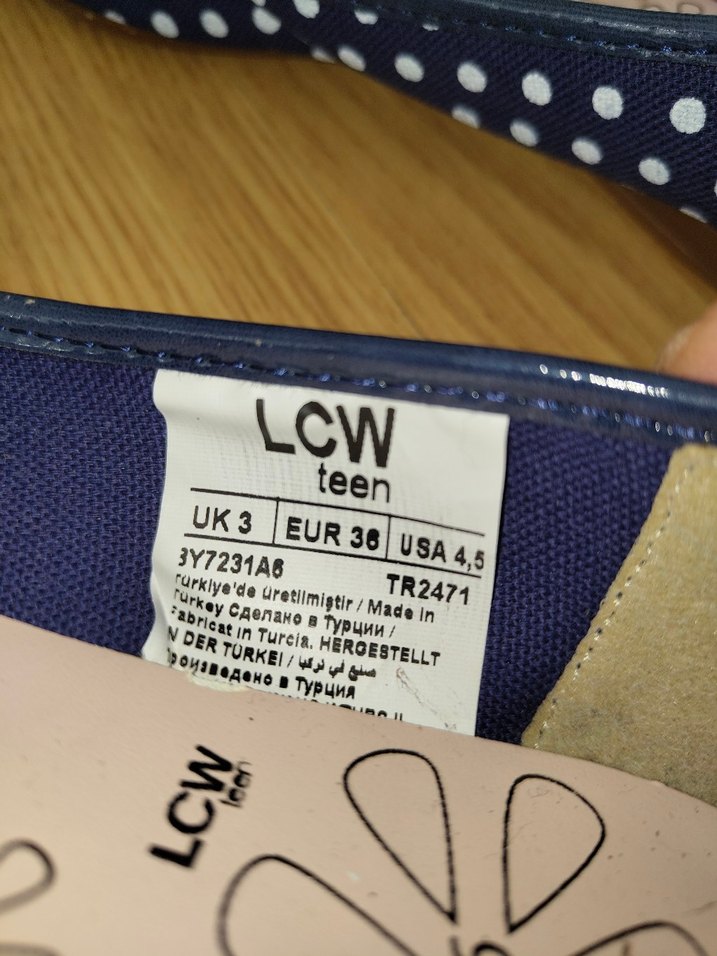 LCW
teen
UK 3 EUR 36 USA 4,5
3Y7231A6 TR2471
Türkiye'de üretilmiştir / Made in
Turkey Сделано в Турции /
Fabricat in Turcia. HERGESTELLT
IN DER TÜRKEI / صنع في تركيا
Произведено в Турция
LCW
teen